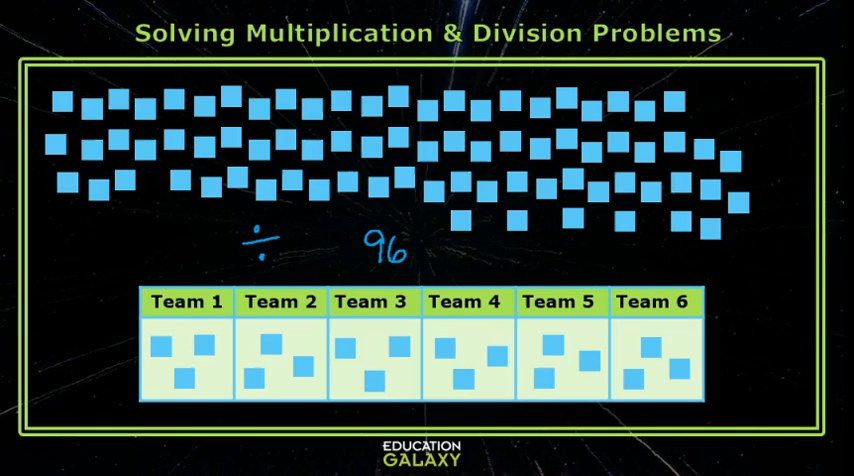 Solving Multiplication & Division Problems
÷ 96
Team 1 Team 2 Team 3 Team 4 Team 5 Team 6
EDUCATION
GALAXY